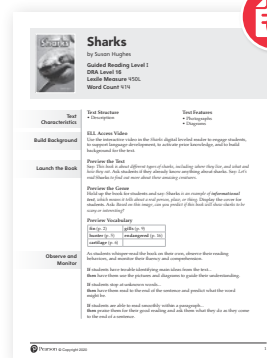 Sharks
Sharks
by Susan Hughes
Guided Reading Level I
DRA Level 16
Lexile Measure 450L
Word Count 414
Text Characteristics
Text Structure
• Description
Text Features
• Photographs
• Diagrams
Build Background
ELL Access Video
Use the interactive video in the Sharks digital leveled reader to engage students,
to support language development, to activate prior knowledge, and to build
background for the text.
Launch the Book
Preview the Text
Say: This book is about different types of sharks, including where they live, and what and
how they eat. Ask students if they already know anything about sharks. Say: Let's
read Sharks to find out more about these amazing creatures.
Preview the Genre
Hold up the book for students and say: Sharks is an example of informational
text, which means it tells about a real person, place, or thing. Display the cover for
students. Ask: Based on this image, can you predict if this book will show sharks to be
scary or interesting?
Preview Vocabulary
fin (p. 2)
gills (p. 9)
hunter (p. 5)
endangered (p. 16)
cartilage (p. 6)
Observe and Monitor
As students whisper-read the book on their own, observe their reading
behaviors, and monitor their fluency and comprehension.
If students have trouble identifying main ideas from the text…
then have them use the pictures and diagrams to guide their understanding.
If students stop at unknown words…
then have them read to the end of the sentence and predict what the word
might be.
If students are able to read smoothly within a paragraph…
then praise them for their good reading and ask them what they do as they come
to the end of a sentence.
Pearson © Copyright 2020.
1